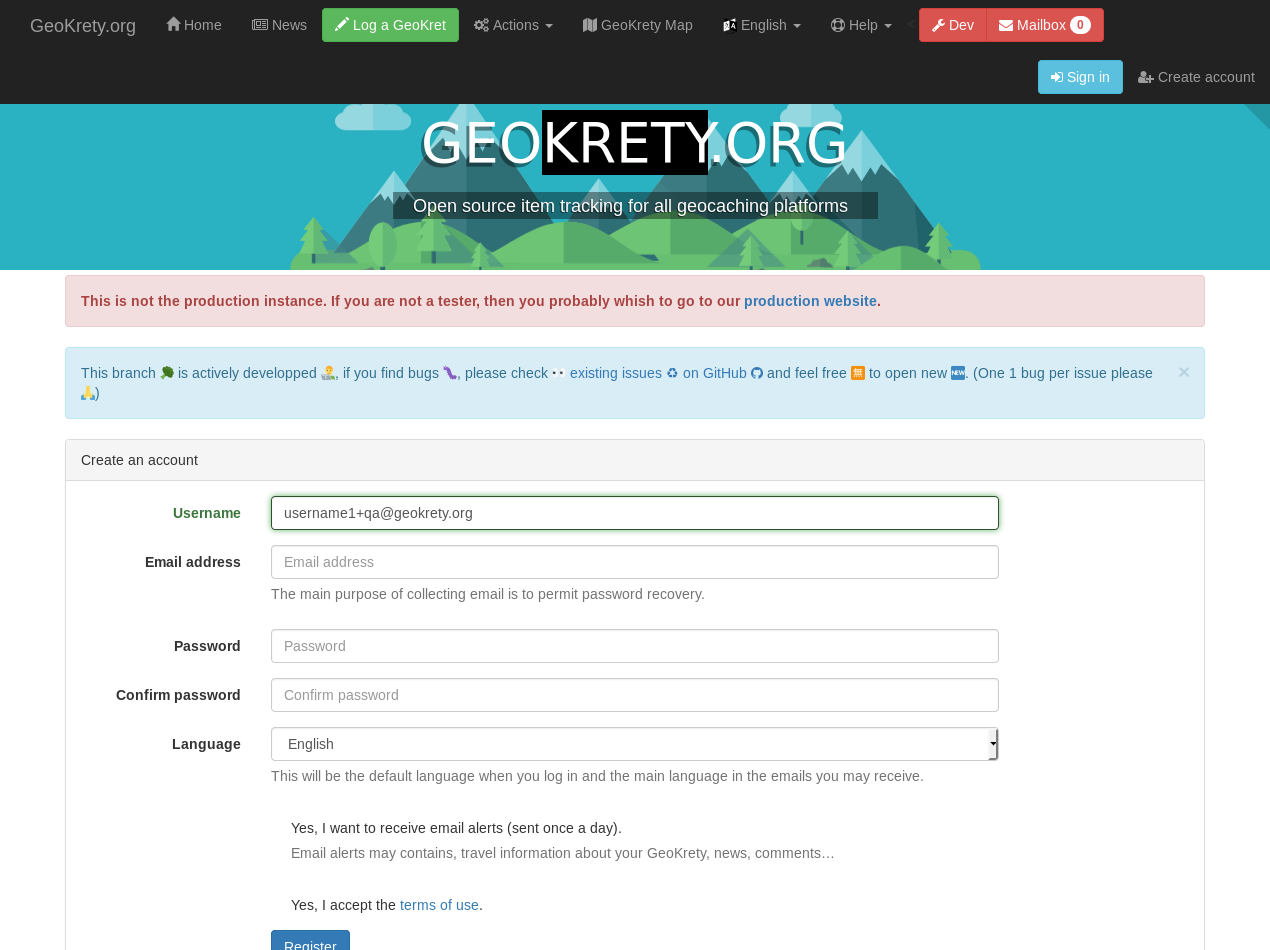 GeoKrety.org Home News Log a GeoKret Actions GeoKrety Map English Help Dev Mailbox 0
Sign in Create account
GEOKRETY.ORG
Open source item tracking for all geocaching platforms
This is not the production instance. If you are not a tester, then you probably whish to go to our production website.
This branch 🌳 is actively developped 👨‍💻, if you find bugs 🐛, please check 👀 existing issues ♻ on GitHub and feel free 🈚 to open new 🆕. (One 1 bug per issue please ×
🙏)
Create an account
Username username1+qa@geokrety.org
Email address Email address
The main purpose of collecting email is to permit password recovery.
Password Password
Confirm password Confirm password
Language English
This will be the default language when you log in and the main language in the emails you may receive.
Yes, I want to receive email alerts (sent once a day).
Email alerts may contains, travel information about your GeoKrety, news, comments…
Yes, I accept the terms of use.
Register